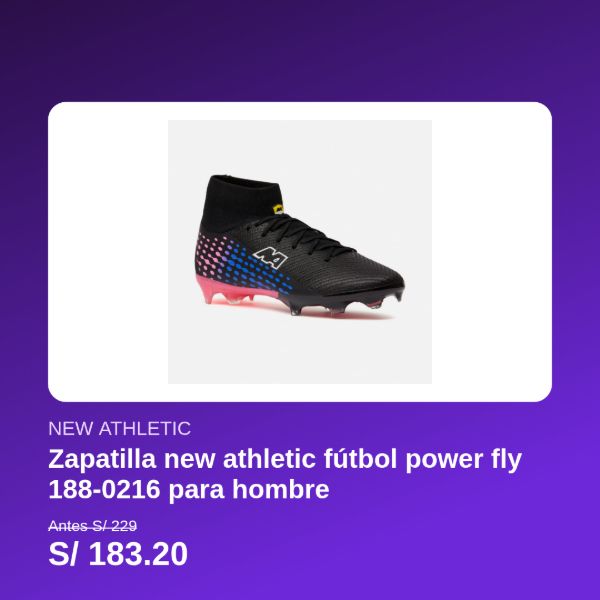 NEW ATHLETIC
Zapatilla new athletic fútbol power fly
188-0216 para hombre
Antes S/ 229
S/ 183.20